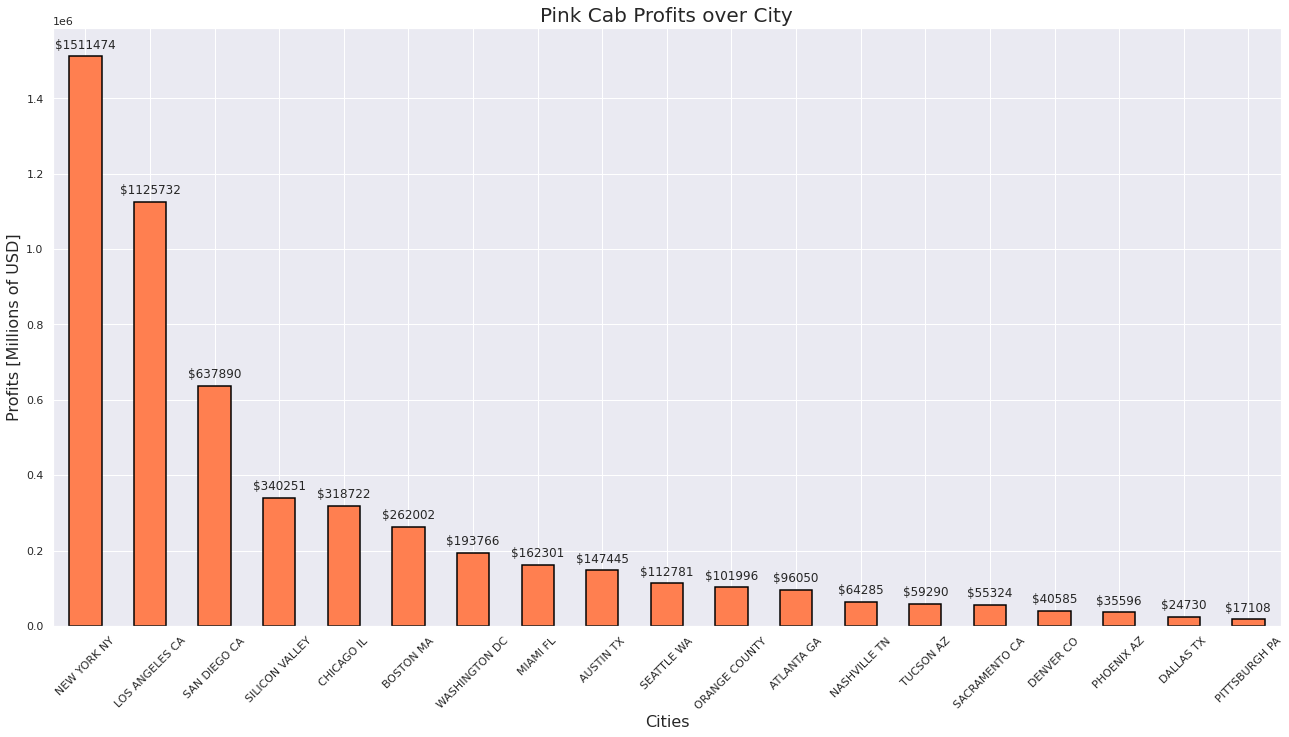 Pink Cab Profits over City
1e6
Profits [Millions of USD]
1.4
1.2
1.0
0.8
0.6
0.4
0.2
0.0
$1511474
$1125732
$637890
$340251
$318722
$262002
$193766
$162301
$147445
$112781
$101996
$96050
$64285
$59290
$55324
$40585
$35596
$24730
$17108
NEW YORK NY
LOS ANGELES CA
SAN DIEGO CA
SILICON VALLEY
CHICAGO IL
BOSTON MA
WASHINGTON DC
MIAMI FL
AUSTIN TX
SEATTLE WA
ORANGE COUNTY
ATLANTA GA
NASHVILLE TN
TUCSON AZ
SACRAMENTO CA
DENVER CO
PHOENIX AZ
DALLAS TX
PITTSBURGH PA
Cities